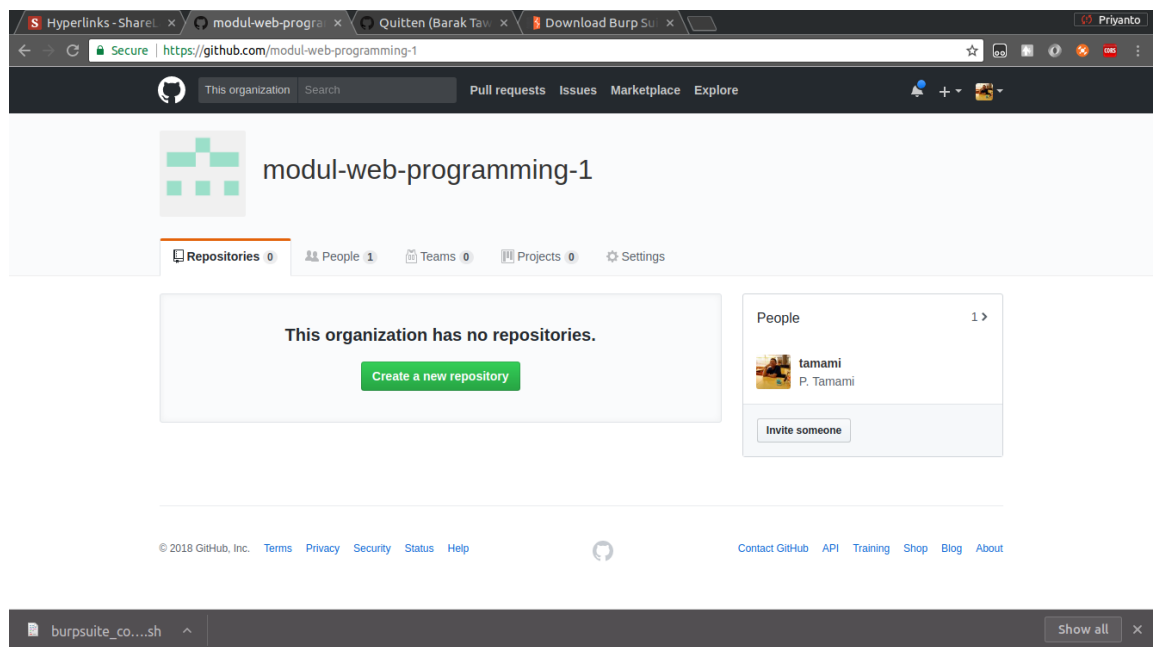 S Hyperlinks - ShareL × modul-web-program × Quitten (Barak Taw × Download Burp Sui × Priyanto
Secure | https://github.com/modul-web-programming-1 CORS
This organization Search Pull requests Issues Marketplace Explore
modul-web-programming-1
Repositories 0 People 1 Teams 0 Projects 0 Settings
This organization has no repositories.
Create a new repository
People 1
tamami
P. Tamami
Invite someone
© 2018 GitHub, Inc. Terms Privacy Security Status Help Contact GitHub API Training Shop Blog About
burpsuite_co....sh Show all ×